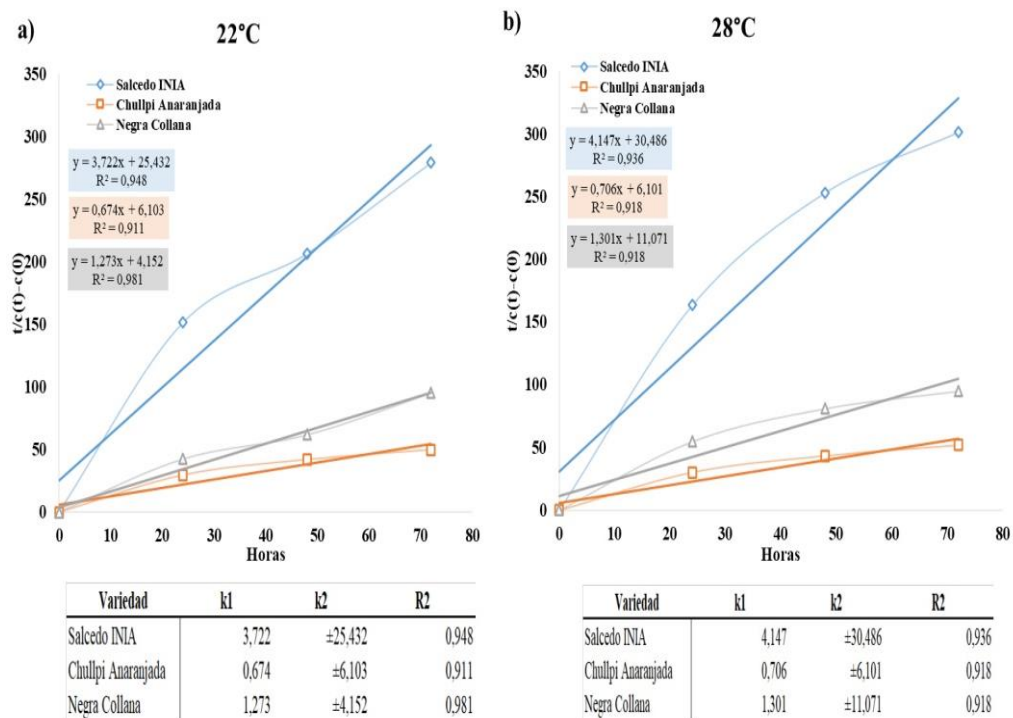 a)
22°C
350
300
250
200
150
100
50
0
t/c(t)-c(0)
Salcedo INIA
Chullpi Anaranjada
Negra Collana
y = 3,722x + 25,432
R² = 0,948
y = 0,674x + 6,103
R² = 0,911
y = 1,273x + 4,152
R² = 0,981
0 10 20 30 40 50 60 70 80
Horas
Variedad k1 k2 R2
Salcedo INIA 3,722 ±25,432 0,948
Chullpi Anaranjada 0,674 ±6,103 0,911
Negra Collana 1,273 ±4,152 0,981
b)
28°C
350
300
250
200
150
100
50
0
t/c(t)-c(0)
Salcedo INIA
Chullpi Anaranjada
Negra Collana
y = 4,147x + 30,486
R² = 0,936
y = 0,706x + 6,101
R² = 0,918
y = 1,301x + 11,071
R² = 0,918
0 10 20 30 40 50 60 70 80
Horas
Variedad k1 k2 R2
Salcedo INIA 4,147 ±30,486 0,936
Chullpi Anaranjada 0,706 ±6,101 0,918
Negra Collana 1,301 ±11,071 0,918